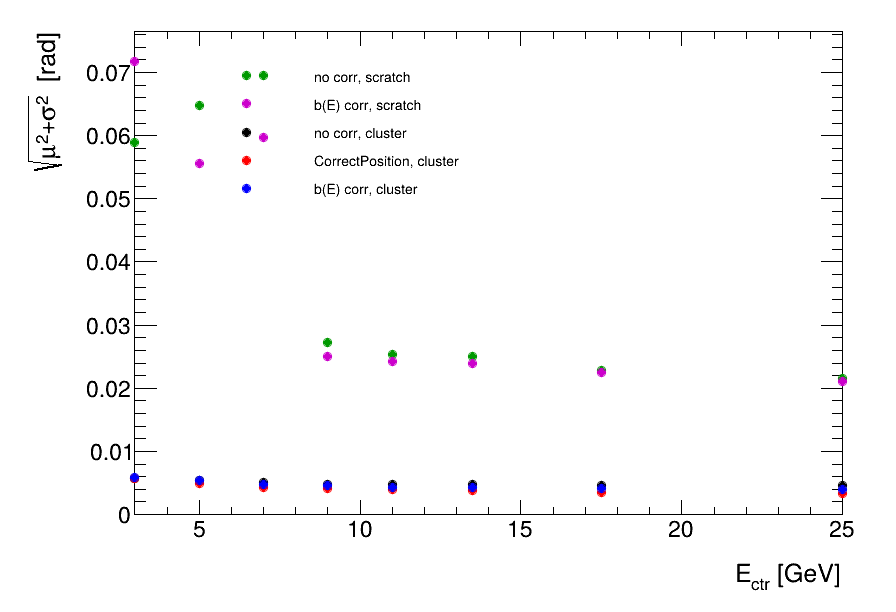 √μ²+σ² [rad]
0.07
0.06
0.05
0.04
0.03
0.02
0.01
0
no corr, scratch
b(E) corr, scratch
no corr, cluster
CorrectPosition, cluster
b(E) corr, cluster
5 10 15 20 25
E_ctr [GeV]